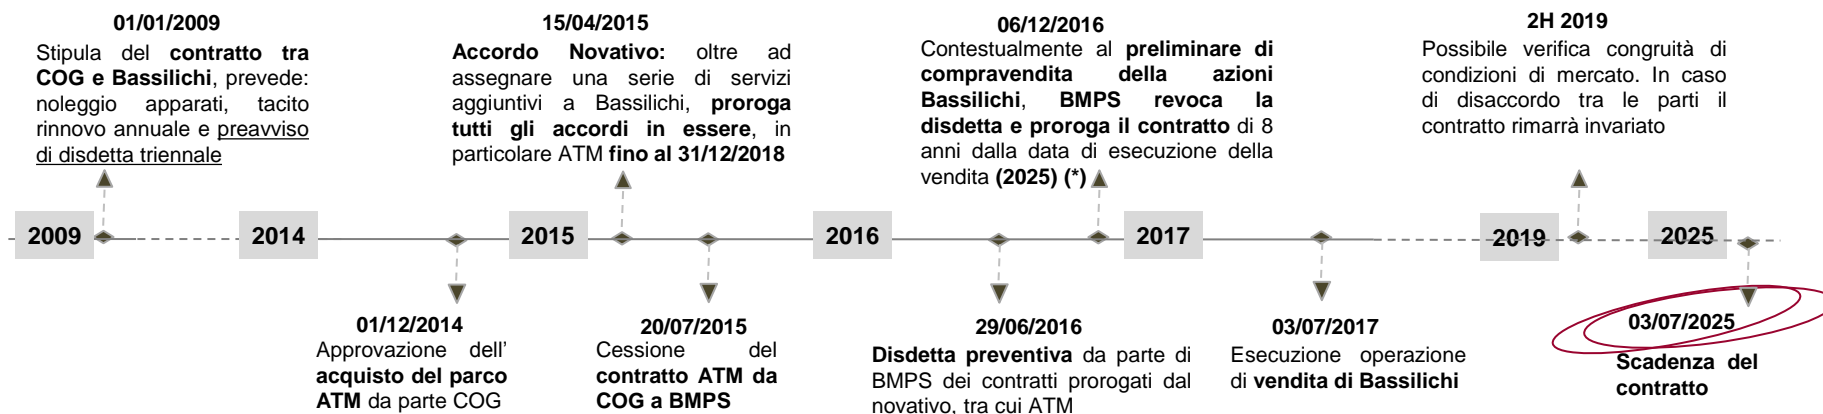 01/01/2009
Stipula del contratto tra
COG e Bassilichi, prevede:
noleggio apparati, tacito
rinnovo annuale e preavviso
di disdetta triennale
15/04/2015
Accordo Novativo: oltre ad
assegnare una serie di servizi
aggiuntivi a Bassilichi, proroga
tutti gli accordi in essere, in
particolare ATM fino al 31/12/2018
06/12/2016
Contestualmente al preliminare di
compravendita della azioni
Bassilichi, BMPS revoca la
disdetta e proroga il contratto di 8
anni dalla data di esecuzione della
vendita (2025) (*)
2H 2019
Possibile verifica congruità di
condizioni di mercato. In caso
di disaccordo tra le parti il
contratto rimarrà invariato
2009
2014
2015
2016
2017
2019
2025
01/12/2014
Approvazione dell'
acquisto del parco
ATM da parte COG
20/07/2015
Cessione del
contratto ATM da
COG a BMPS
29/06/2016
Disdetta preventiva da parte di
BMPS dei contratti prorogati dal
novativo, tra cui ATM
03/07/2017
Esecuzione operazione
di vendita di Bassilichi
03/07/2025
Scadenza del
contratto